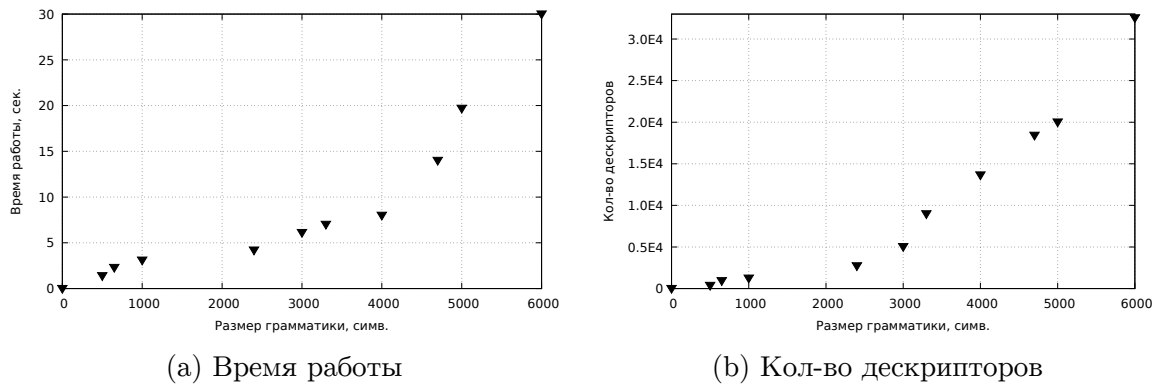 30
25
20
15
10
5
0
Время работы, сек.
0 1000 2000 3000 4000 5000 6000
Размер грамматики, симв.
(a) Время работы
3.0E4
2.0E4
1.5E4
1.0E4
0.5E4
0
Кол-во дескрипторов
0 1000 2000 3000 4000 5000 6000
Размер грамматики, симв.
(b) Кол-во дескрипторов